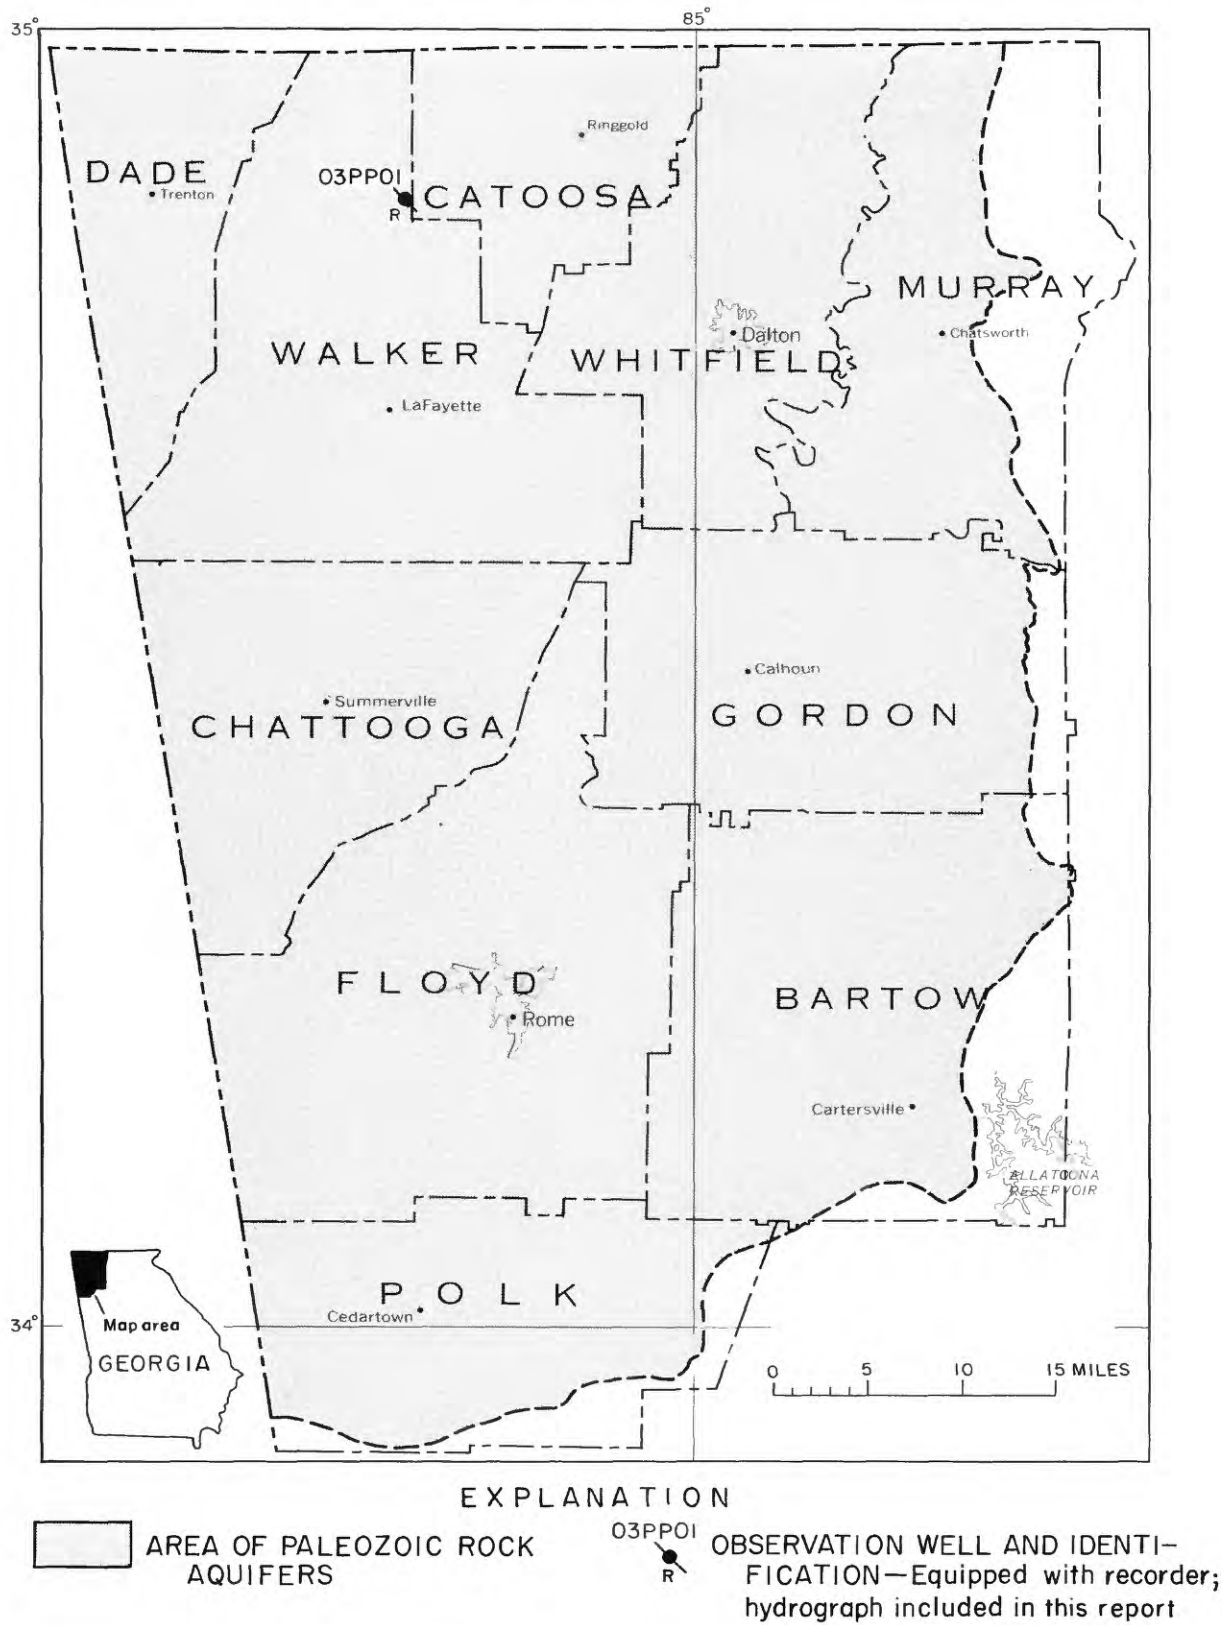 35°
85°
Ringgold
DADE
Trenton
03PP01
R
CATOOSA
MURRAY
Dalton
Chatsworth
WALKER
WHITFIELD
LaFayette
Calhoun
Summerville
CHATTOOGA
GORDON
FLOYD
Rome
BARTOW
Cartersville
ALLATOONA
RESERVOIR
POLK
Cedartown
34°
Map area
GEORGIA
0 5 10 15 MILES
EXPLANATION
AREA OF PALEOZOIC ROCK
AQUIFERS
03PP01
R
OBSERVATION WELL AND IDENTI-
FICATION—Equipped with recorder;
hydrograph included in this report